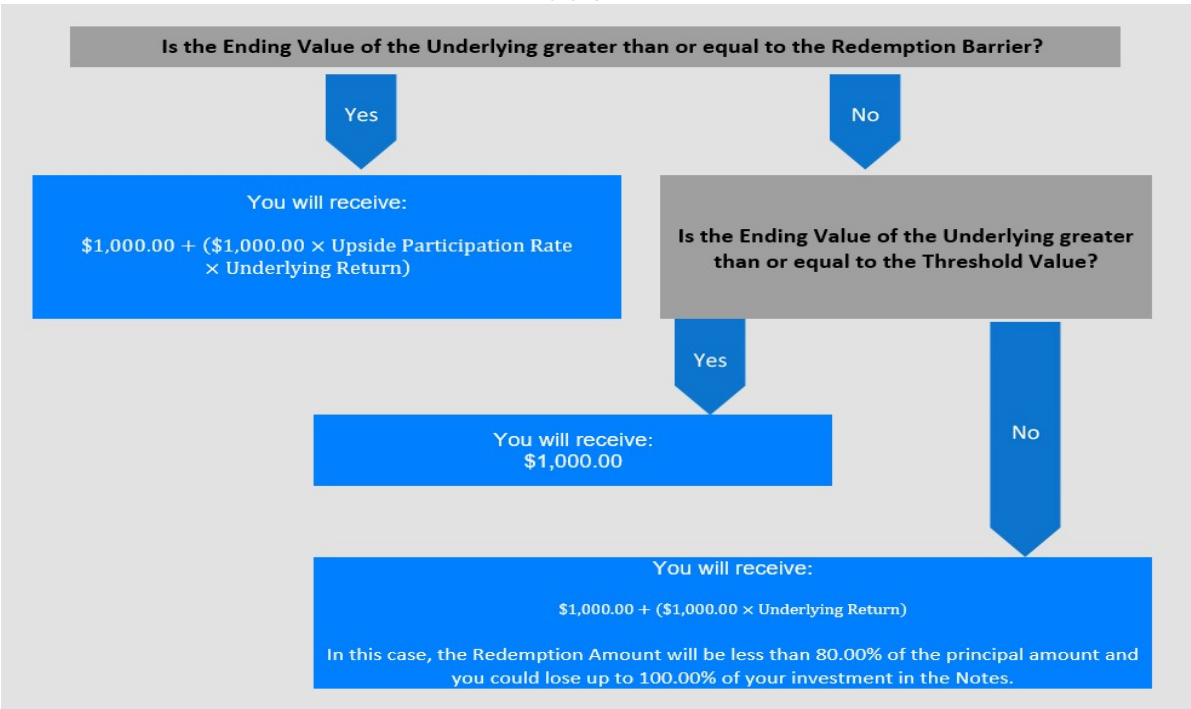 Is the Ending Value of the Underlying greater than or equal to the Redemption Barrier?
Yes
No
You will receive:
$1,000.00 + ($1,000.00 × Upside Participation Rate
× Underlying Return)
Is the Ending Value of the Underlying greater
than or equal to the Threshold Value?
Yes
No
You will receive:
$1,000.00
You will receive:
$1,000.00 + ($1,000.00 × Underlying Return)
In this case, the Redemption Amount will be less than 80.00% of the principal amount and
you could lose up to 100.00% of your investment in the Notes.